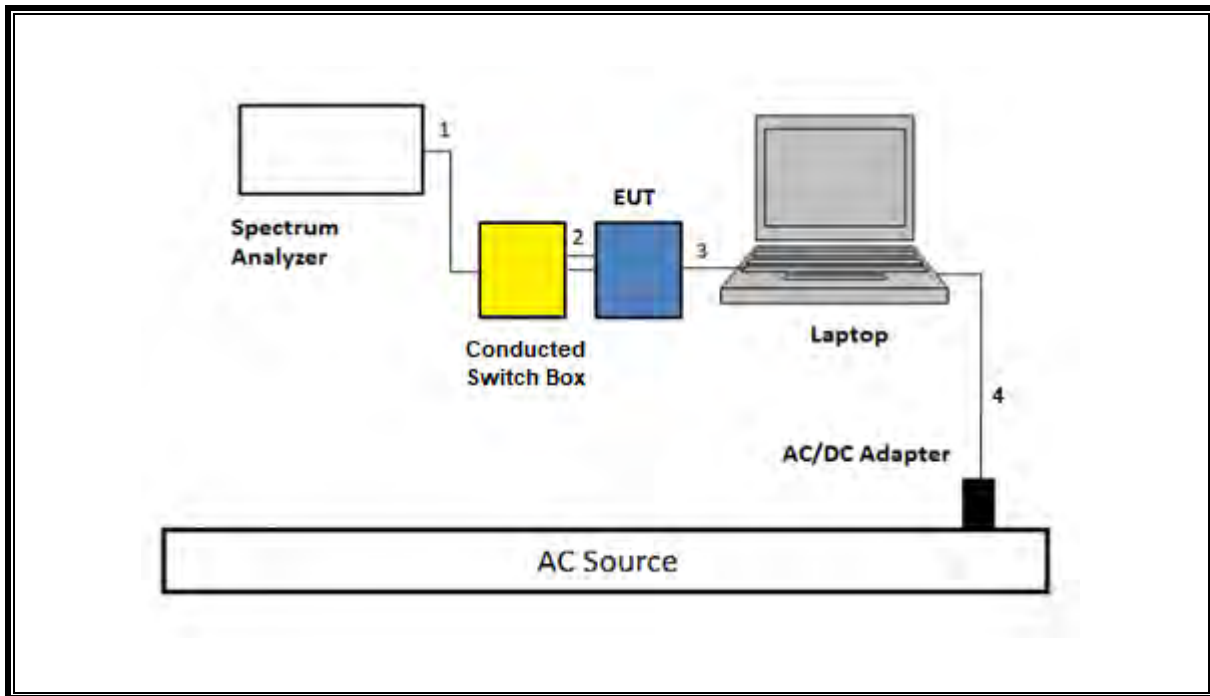 1
EUT
Spectrum
Analyzer
2
3
Conducted
Switch Box
Laptop
4
AC/DC Adapter
AC Source